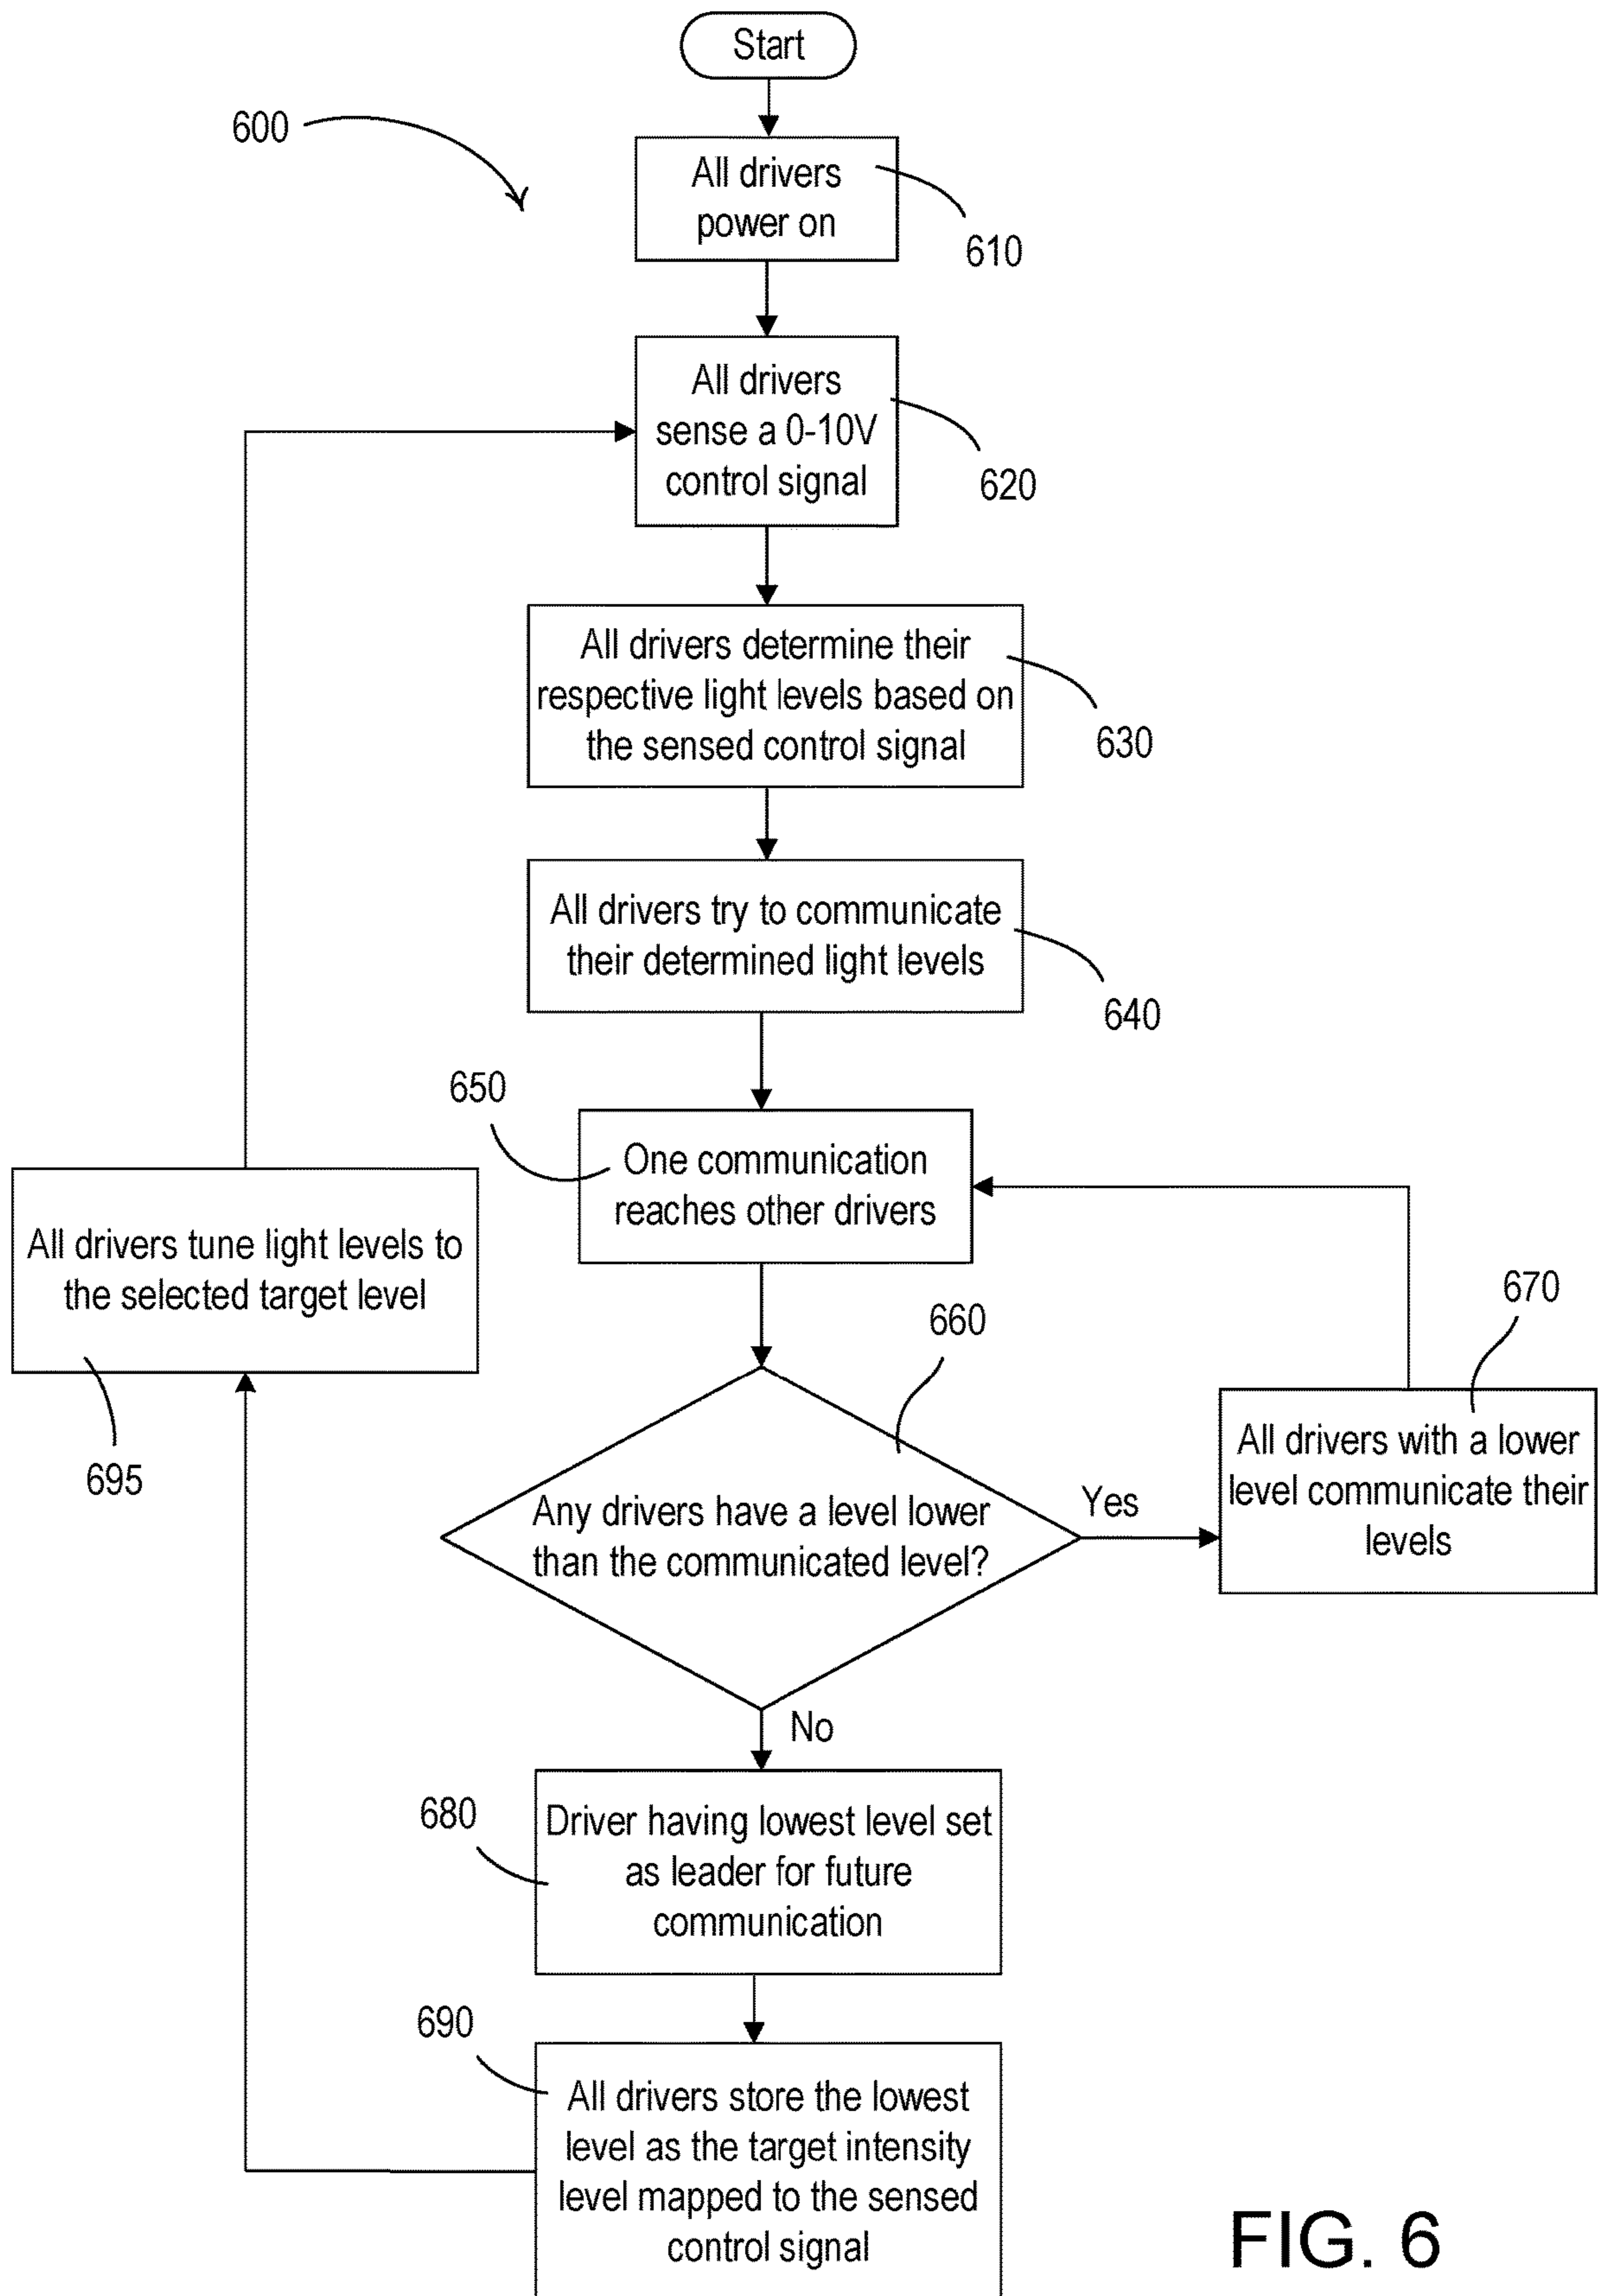 Start
600
All drivers
power on
610
All drivers
sense a 0-10V
control signal
620
All drivers determine their
respective light levels based on
the sensed control signal
630
All drivers try to communicate
their determined light levels
640
650
One communication
reaches other drivers
All drivers tune light levels to
the selected target level
695
660
670
Any drivers have a level lower
than the communicated level?
Yes
All drivers with a lower
level communicate their
levels
No
680
Driver having lowest level set
as leader for future
communication
690
All drivers store the lowest
level as the target intensity
level mapped to the sensed
control signal
FIG. 6